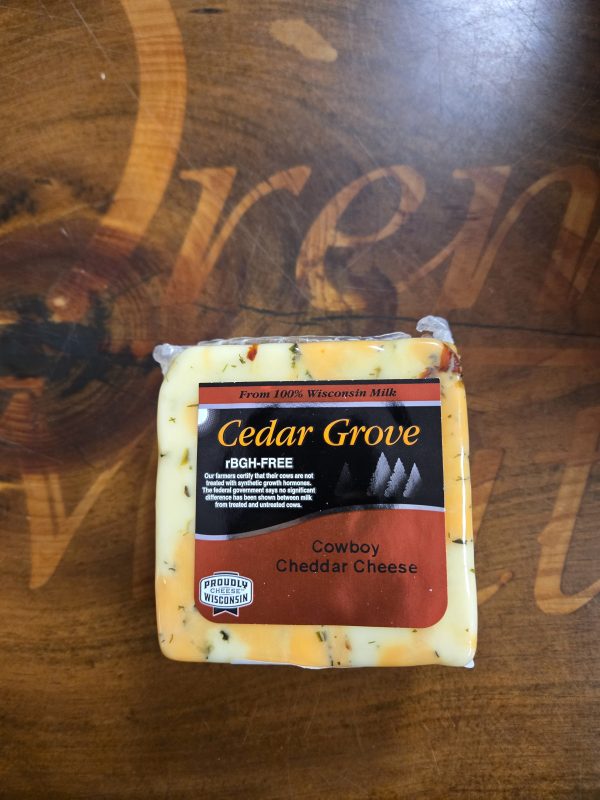 From 100% Wisconsin Milk
Cedar Grove
rBGH-FREE
Our farmers certify that their cows are not
treated with synthetic growth hormones.
The federal government says no significant
difference has been shown between milk
from treated and untreated cows.
Cowboy
Cheddar Cheese
PROUDLY
CHEESE
WISCONSIN